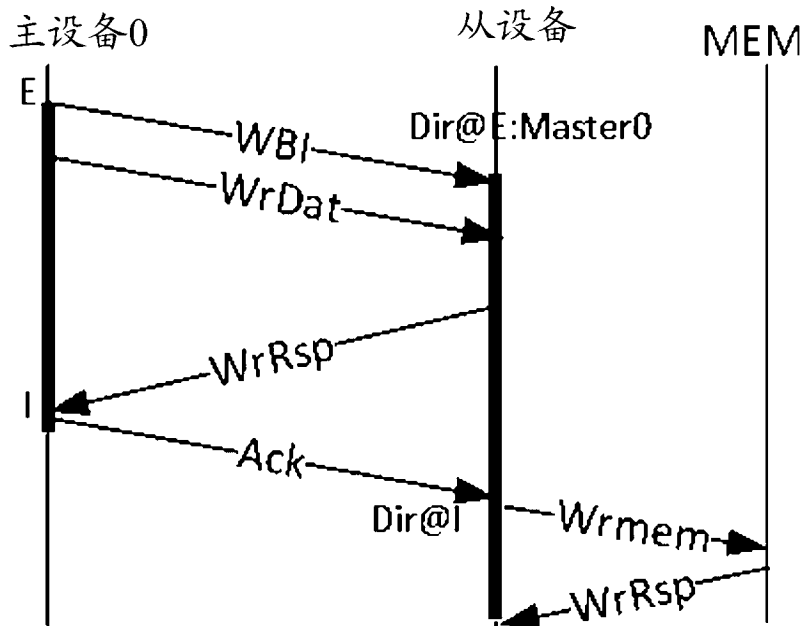 主设备0
从设备
MEM
E
WBI
Dir@E:Master0
WrDat
WrRsp
I
Ack
Dir@I
Wrmem
WrRsp